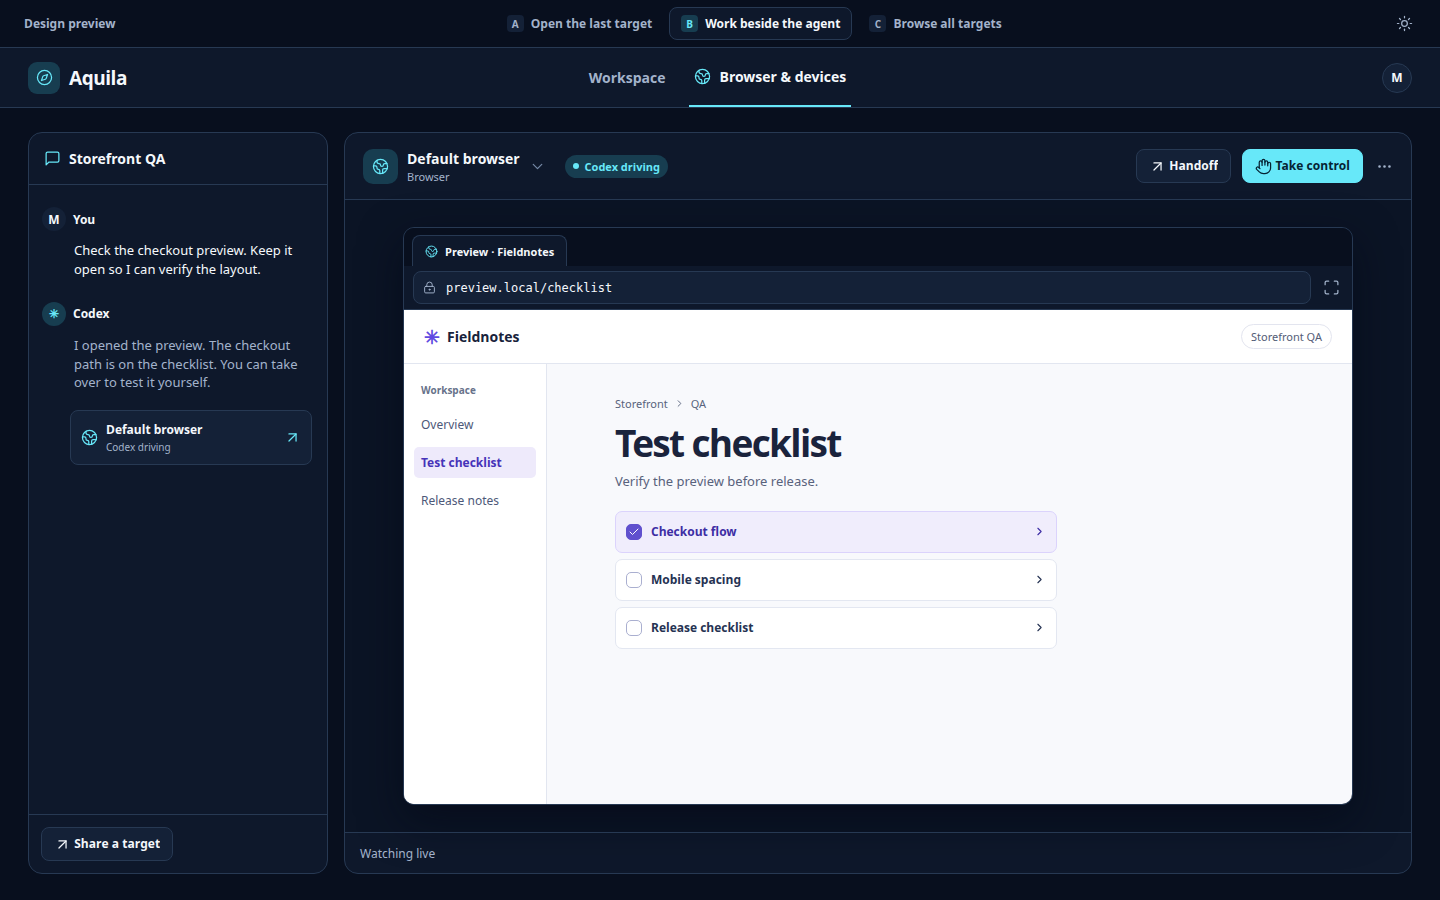 Design preview
A Open the last target
B Work beside the agent
C Browse all targets
Aquila
Workspace
Browser & devices
M
Storefront QA
M You
Check the checkout preview. Keep it
open so I can verify the layout.
Codex
I opened the preview. The checkout
path is on the checklist. You can take
over to test it yourself.
Default browser
Codex driving
Share a target
Default browser
Browser
Codex driving
Handoff
Take control
Preview · Fieldnotes
preview.local/checklist
Fieldnotes
Storefront QA
Workspace
Overview
Test checklist
Release notes
Storefront > QA
Test checklist
Verify the preview before release.
Checkout flow
Mobile spacing
Release checklist
Watching live